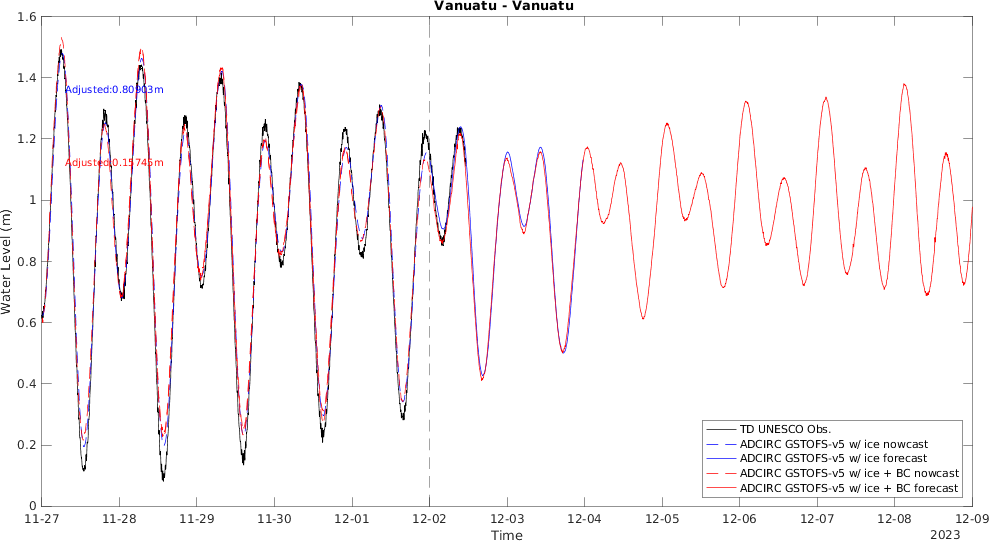 Vanuatu - Vanuatu
1.6
1.4
1.2
1
0.8
0.6
0.4
0.2
0
Water Level (m)
Adjusted:0.80903m
Adjusted:0.15745m
TD UNESCO Obs.
ADCIRC GSTOFS-v5 w/ ice nowcast
ADCIRC GSTOFS-v5 w/ ice forecast
ADCIRC GSTOFS-v5 w/ ice + BC nowcast
ADCIRC GSTOFS-v5 w/ ice + BC forecast
11-27 11-28 11-29 11-30 12-01 12-02 12-03 12-04 12-05 12-06 12-07 12-08 12-09
Time
2023